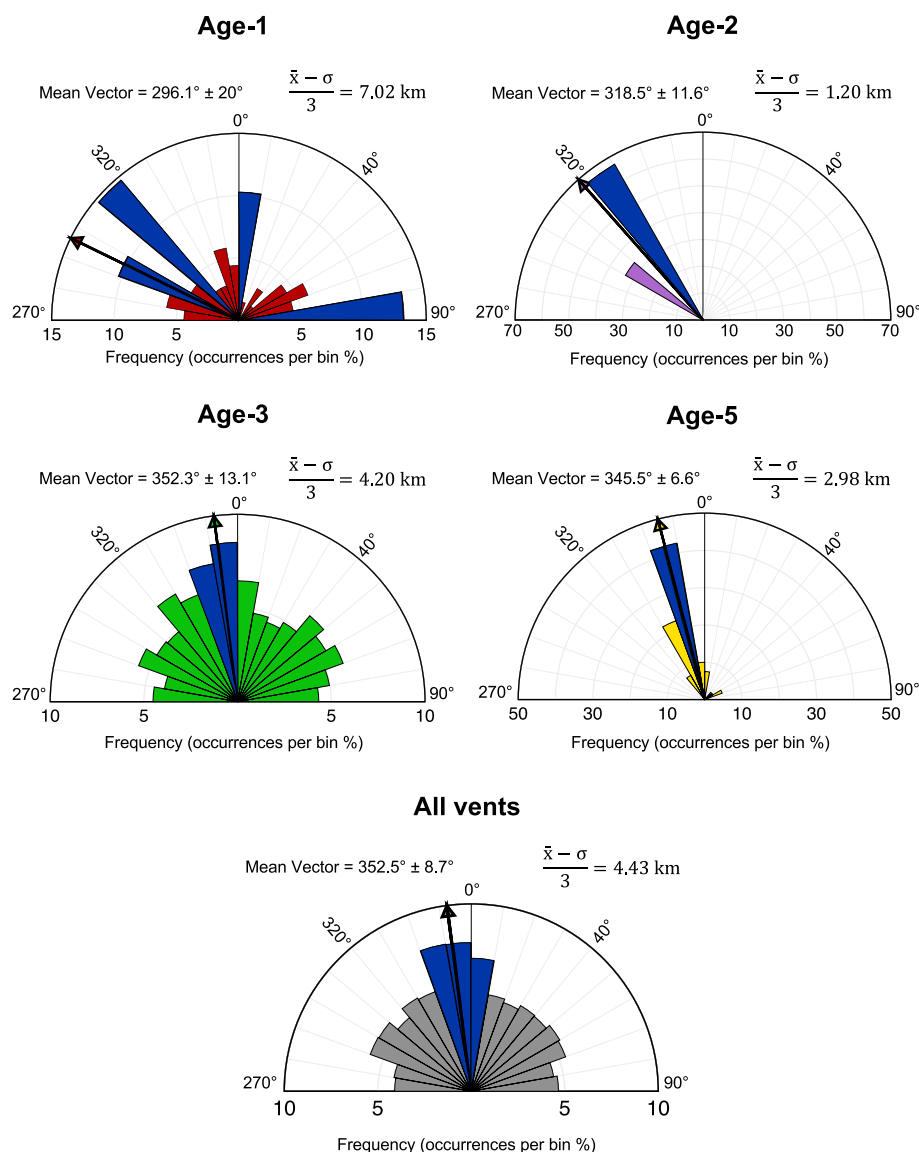 Age-1
Mean Vector = 296.1° ± 20°
x̄ − σ
3
= 7.02 km
0°
320°
40°
270°
90°
15 10 5 5 10 15
Frequency (occurrences per bin %)
Age-2
Mean Vector = 318.5° ± 11.6°
x̄ − σ
3
= 1.20 km
0°
320°
40°
270°
90°
70 50 30 10 10 30 50 70
Frequency (occurrences per bin %)
Age-3
Mean Vector = 352.3° ± 13.1°
x̄ − σ
3
= 4.20 km
0°
320°
40°
270°
90°
10 5 5 10
Frequency (occurrences per bin %)
Age-5
Mean Vector = 345.5° ± 6.6°
x̄ − σ
3
= 2.98 km
0°
320°
40°
270°
90°
50 30 10 10 30 50
Frequency (occurrences per bin %)
All vents
Mean Vector = 352.5° ± 8.7°
x̄ − σ
3
= 4.43 km
0°
320°
40°
270°
90°
10 5 5 10
Frequency (occurrences per bin %)